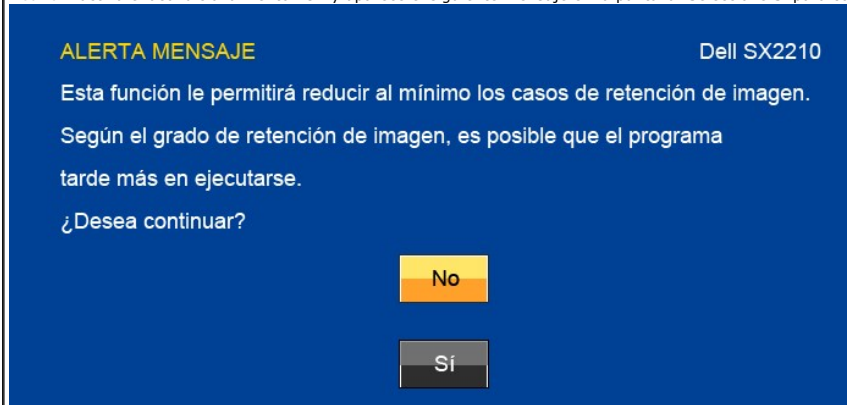 ALERTA MENSAJE Dell SX2210
Esta función le permitirá reducir al mínimo los casos de retención de imagen.
Según el grado de retención de imagen, es posible que el programa
tarde más en ejecutarse.
¿Desea continuar?
No
Sí